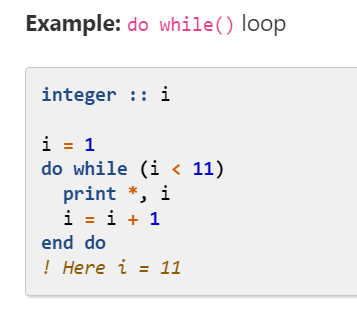 Example: do while() loop
integer :: i
i = 1
do while (i < 11)
  print *, i
  i = i + 1
end do
! Here i = 11